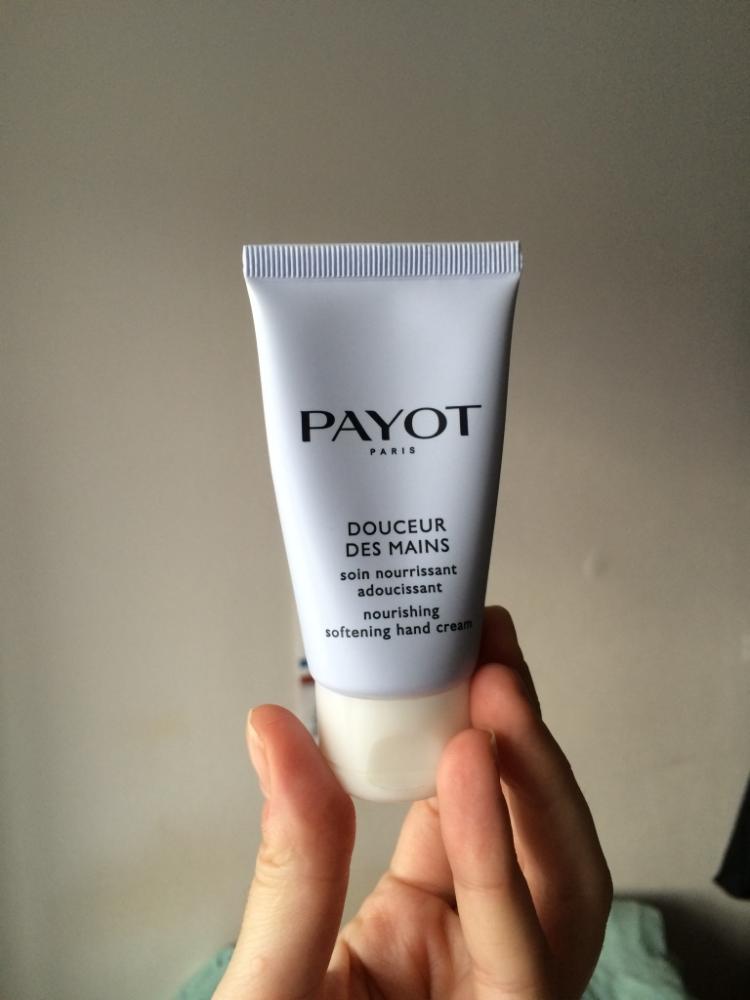 PAYOT
PARIS
DOUCEUR
DES MAINS
soin nourrissant
adoucissant
nourishing
softening hand cream